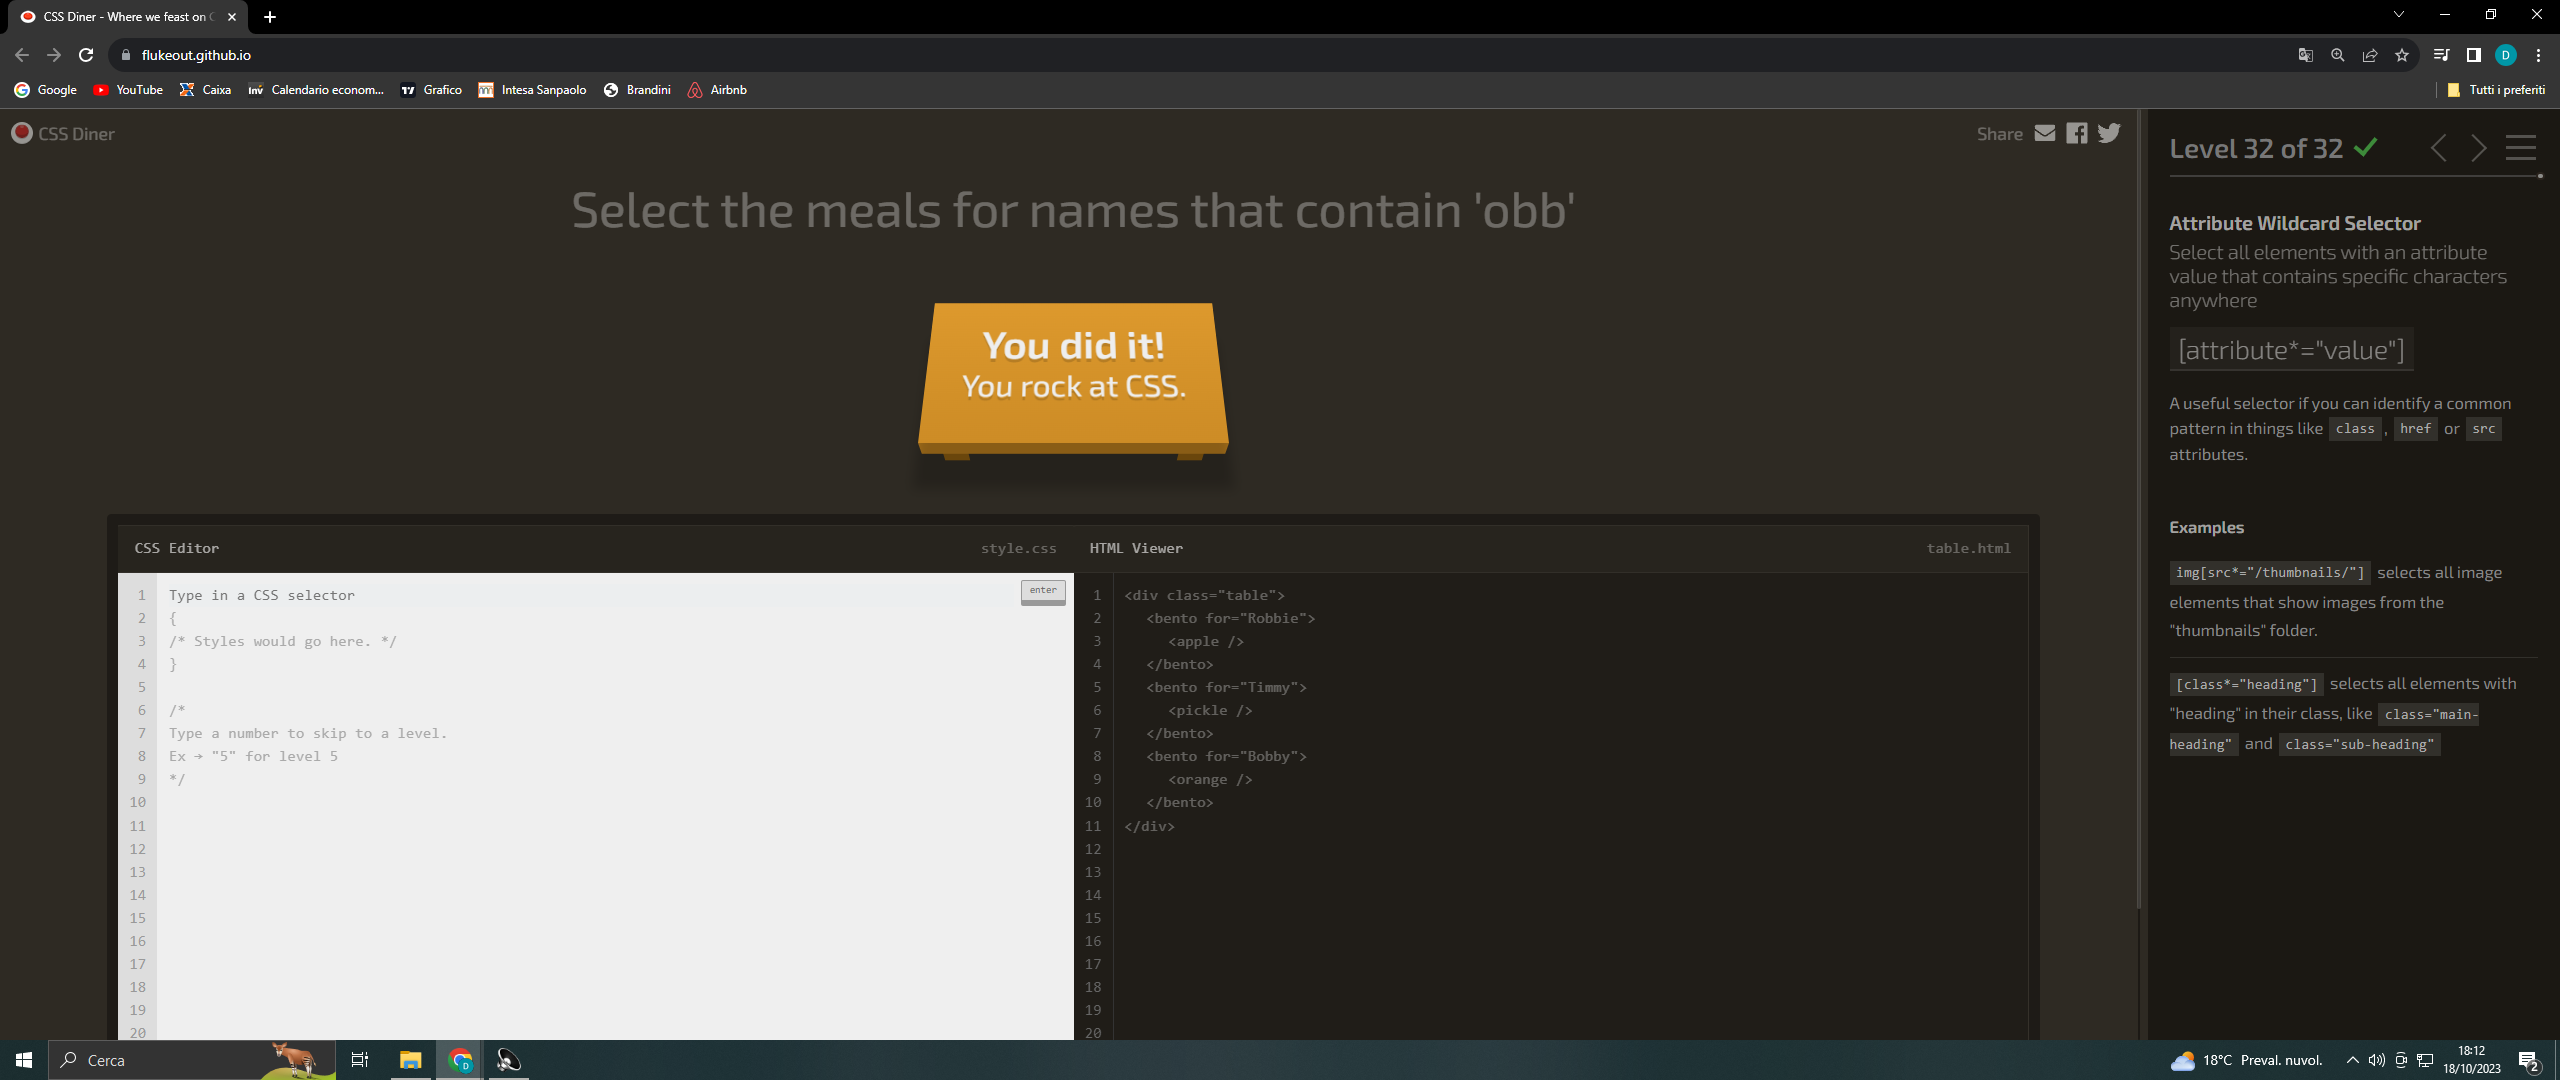 CSS Diner - Where we feast on C
flukeout.github.io
D
Google
YouTube
Caixa
Inv Calendario econom...
Grafico
Intesa Sanpaolo
Brandini
Airbnb
Tutti i preferiti
CSS Diner
Share
Select the meals for names that contain 'obb'
You did it!
You rock at CSS.
CSS Editor
style.css
1 Type in a CSS selector
enter
2 {
3 /* Styles would go here. */
4 }
5
6 /*
7 Type a number to skip to a level.
8 Ex → "5" for level 5
9 */
10
11
12
13
14
15
16
17
18
19
20
HTML Viewer
table.html
1 <div class="table">
2 <bento for="Robbie">
3 <apple />
4 </bento>
5 <bento for="Timmy">
6 <pickle />
7 </bento>
8 <bento for="Bobby">
9 <orange />
10 </bento>
11 </div>
12
13
14
15
16
17
18
19
20
Level 32 of 32
Attribute Wildcard Selector
Select all elements with an attribute
value that contains specific characters
anywhere
[attribute*="value"]
A useful selector if you can identify a common
pattern in things like class , href or src
attributes.
Examples
img[src*="/thumbnails/"] selects all image
elements that show images from the
"thumbnails" folder.
[class*="heading"] selects all elements with
"heading" in their class, like class="main-
heading" and class="sub-heading"
Cerca
D
18°C Preval. nuvol.
18:12
18/10/2023
2